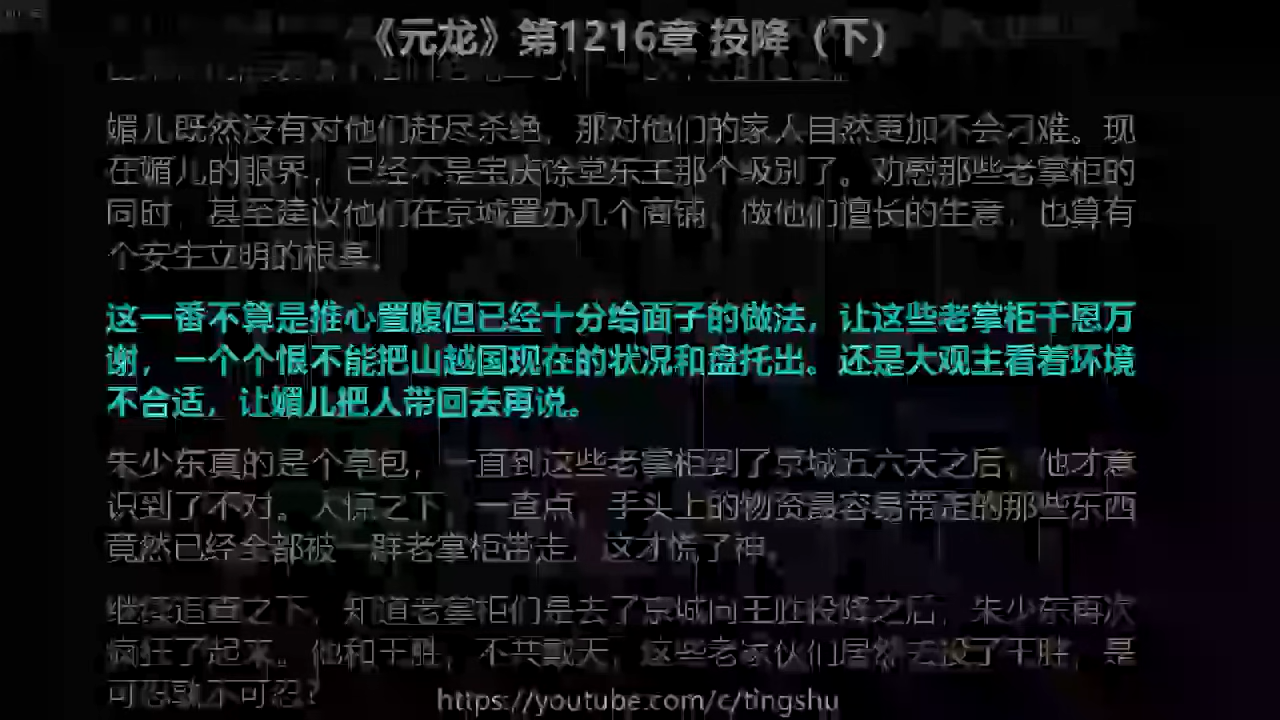 《元龙》第1216章 投降（下）
媚儿既然没有对他们赶尽杀绝，那对他们的家人自然更加不会刁难。现
在媚儿的眼界，已经不是宝庆馀堂东主那个级别了。劝慰那些老掌柜的
同时，甚至建议他们在京城置办几个商铺，做他们擅长的生意，也算有
个安生立明的根基。
这一番不算是推心置腹但已经十分给面子的做法，让这些老掌柜千恩万
谢，一个个恨不能把山越国现在的状况和盘托出。还是大观主看着环境
不合适，让媚儿把人带回去再说。
朱少东真的是个草包，一直到这些老掌柜到了京城五六天之后，他才意
识到了不对。大惊之下，一查点，手头上的物资最容易带走的那些东西
竟然已经全都被一群老掌柜带走，这才慌了神。
继续追查之下，知道老掌柜们是去了京城向王胜投降之后，朱少东再次
疯狂了起来。他和王胜，不共戴天，这些老家伙们居然去投了王胜，是
可忍孰不可忍？
https://youtube.com/c/tingshu